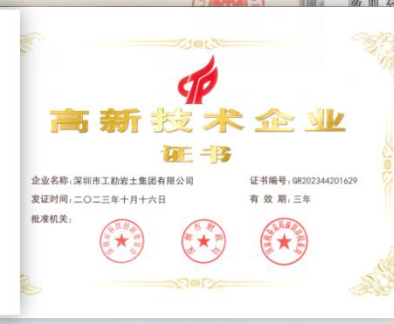 高新技术企业
证书
企业名称:深圳市工勘岩土集团有限公司
证书编号:GR202344201629
发证时间:二〇二三年十月十六日
有 效 期:三年
批准机关: